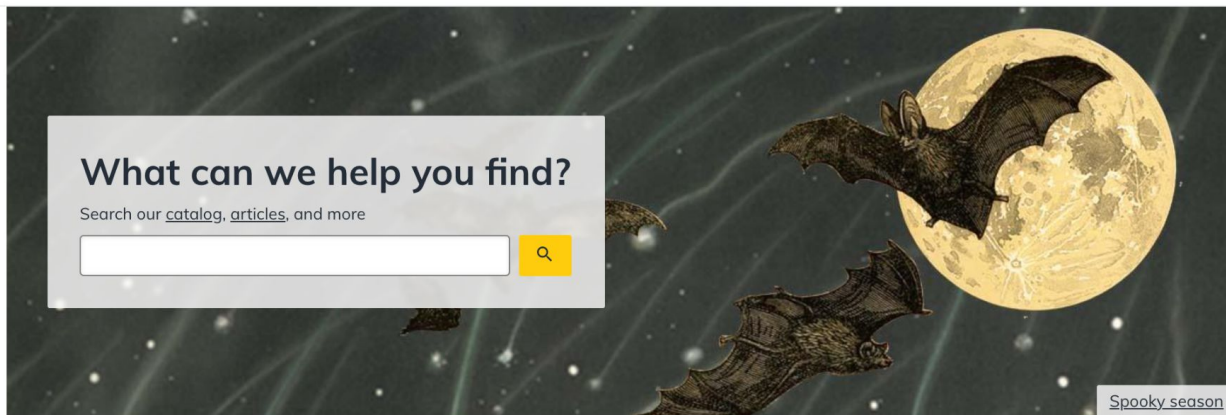 What can we help you find?
Search our catalog, articles, and more
Spooky season